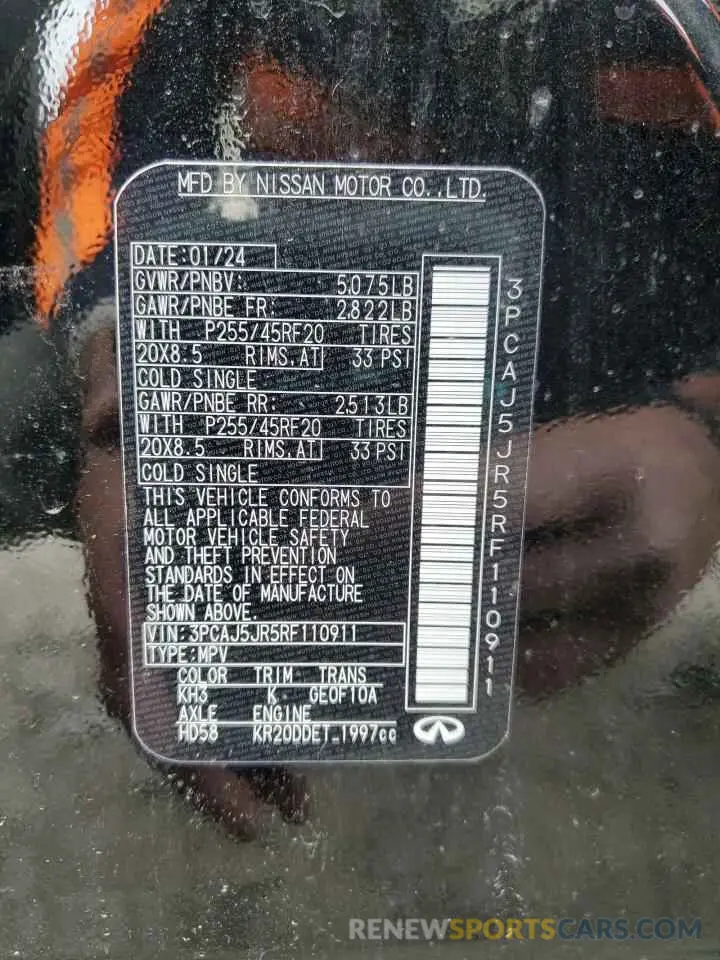 MFD BY NISSAN MOTOR CO.,LTD.
DATE:01/24
GVWR/PNBV: 5075LB
GAWR/PNBE FR: 2822LB
WITH P255/45RF20 TIRES
20X8.5 RIMS,AT 33 PSI
COLD SINGLE
GAWR/PNBE RR: 2513LB
WITH P255/45RF20 TIRES
20X8.5 RIMS,AT 33 PSI
COLD SINGLE
THIS VEHICLE CONFORMS TO
ALL APPLICABLE FEDERAL
MOTOR VEHICLE SAFETY
AND THEFT PREVENTION
STANDARDS IN EFFECT ON
THE DATE OF MANUFACTURE
SHOWN ABOVE.
VIN:3PCAJ5JR5RF110911
TYPE:MPV
COLOR TRIM TRANS
KH3 K GE0F10A
AXLE ENGINE
HD58 KR20DDET 1997cc
3PCAJ5JR5RF110911
RENEWSPORTSCARS.COM